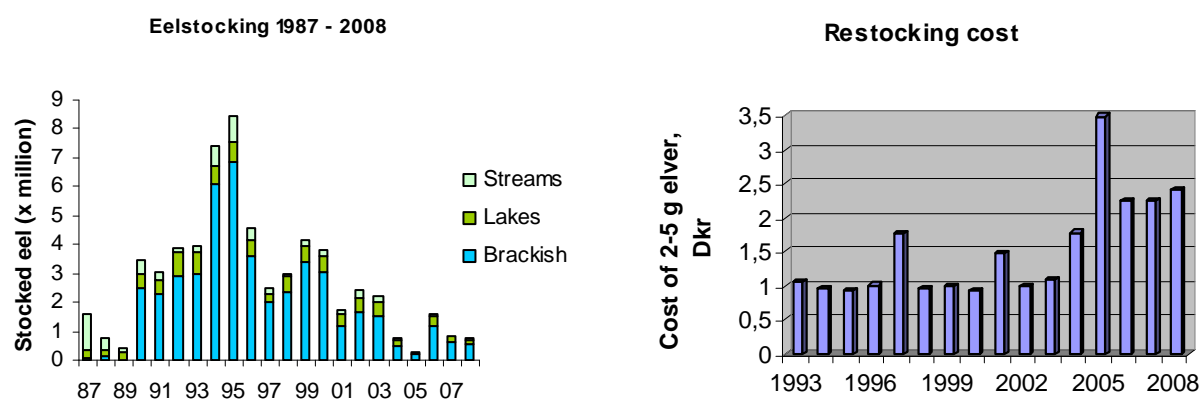 Eelstocking 1987 - 2008
Stocked eel (x million)
9
8
7
6
5
4
3
2
1
0
87 89 91 93 95 97 99 01 03 05 07
Streams
Lakes
Brackish
Restocking cost
Cost of 2-5 g elver,
Dkr
3,5
3
2,5
2
1,5
1
0,5
0
1993 1996 1999 2002 2005 2008